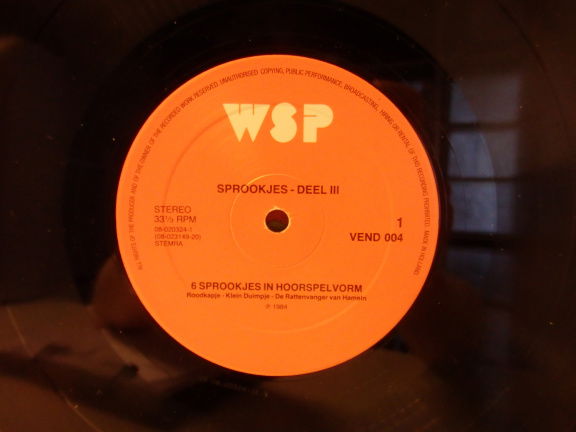 ALL RIGHTS OF THE PRODUCER AND OF THE OWNER OF THE RECORDED WORK RESERVED. UNAUTHORISED COPYING, PUBLIC PERFORMANCE, BROADCASTING, HIRING OR RENTAL OF THIS RECORDING PROHIBITED. MADE IN HOLLAND
WSP
SPROOKJES - DEEL III
STEREO
33⅓ RPM
08-020324-1
(08-023149-20)
STEMRA
1
VEND 004
6 SPROOKJES IN HOORSPELVORM
Roodkapje - Klein Duimpje - De Rattenvanger van Hameln
℗ 1984